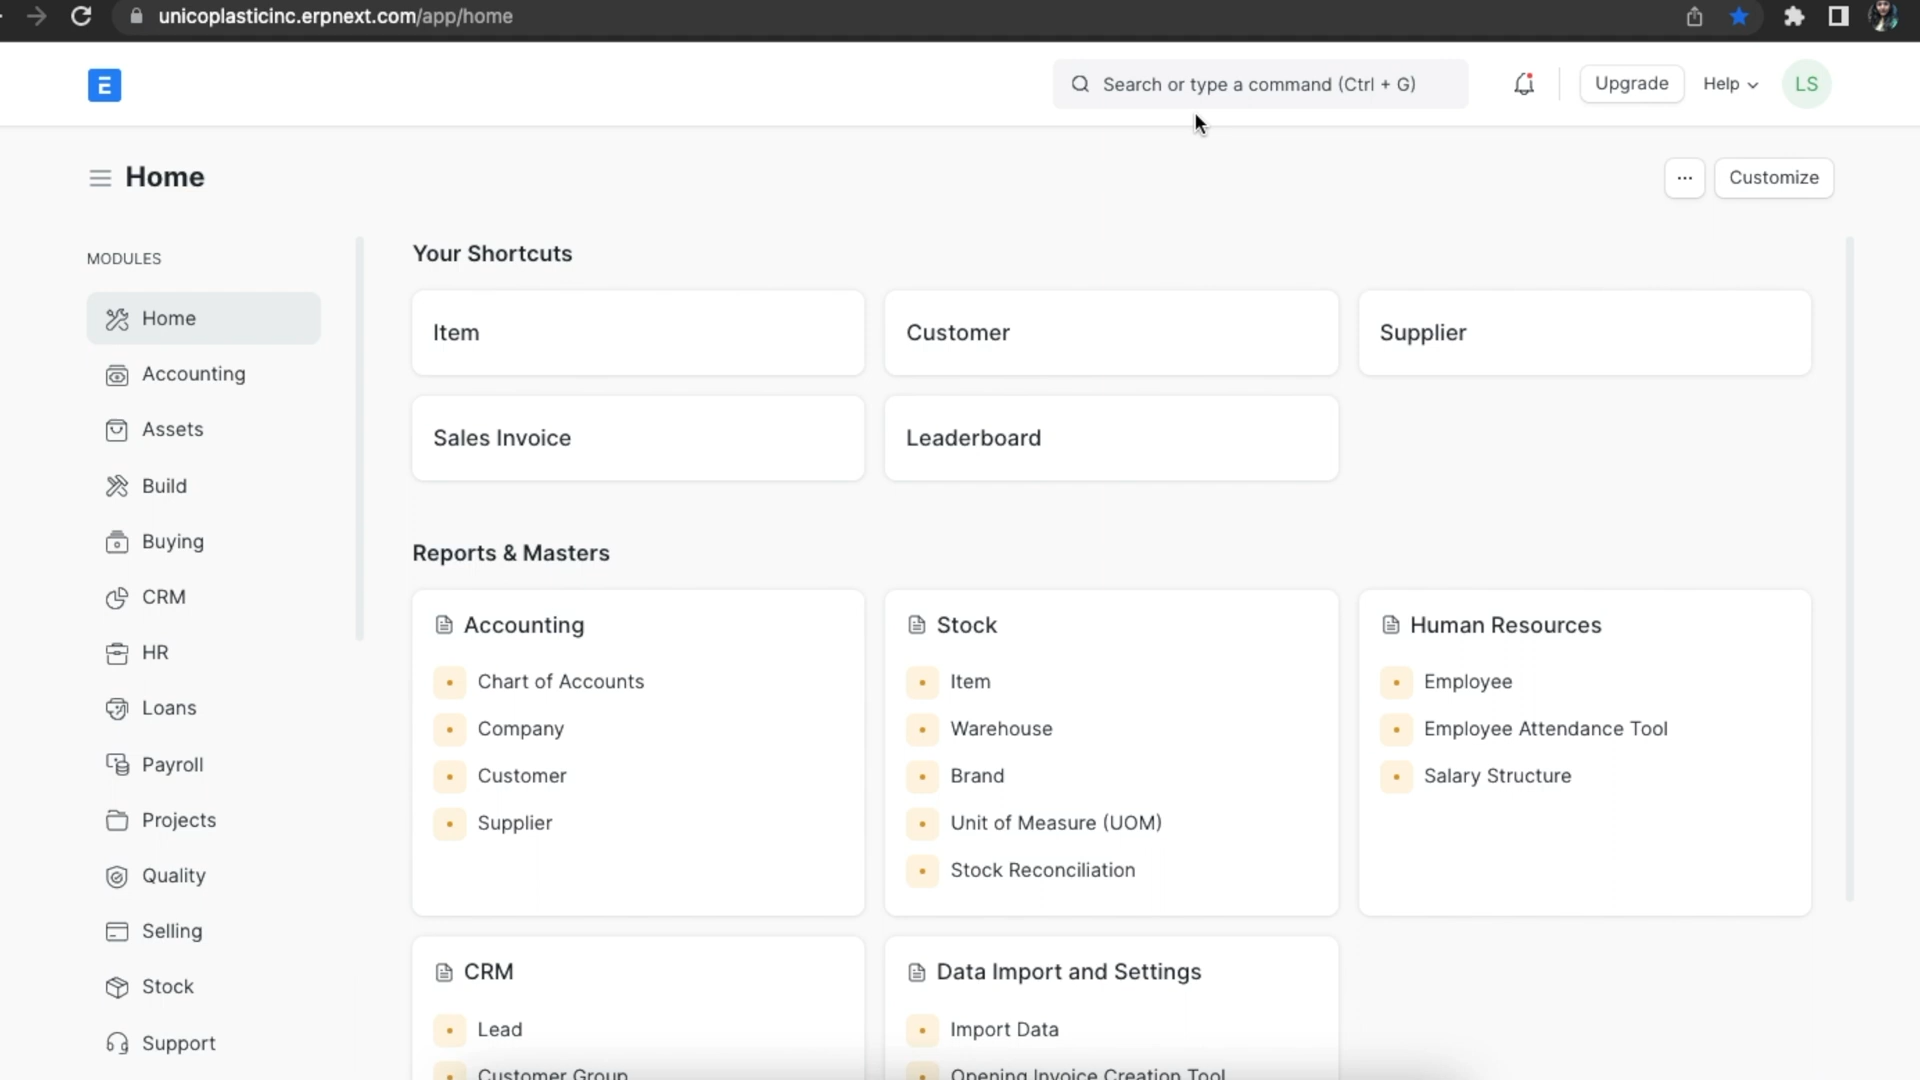 unicoplasticinc.erpnext.com/app/home
E
Search or type a command (Ctrl + G)
Upgrade
Help
LS
Home
...
Customize
MODULES
Home
Accounting
Assets
Build
Buying
CRM
HR
Loans
Payroll
Projects
Quality
Selling
Stock
Support
Your Shortcuts
Item
Customer
Supplier
Sales Invoice
Leaderboard
Reports & Masters
Accounting
Chart of Accounts
Company
Customer
Supplier
Stock
Item
Warehouse
Brand
Unit of Measure (UOM)
Stock Reconciliation
Human Resources
Employee
Employee Attendance Tool
Salary Structure
CRM
Lead
Customer Group
Data Import and Settings
Import Data
Opening Invoice Creation Tool